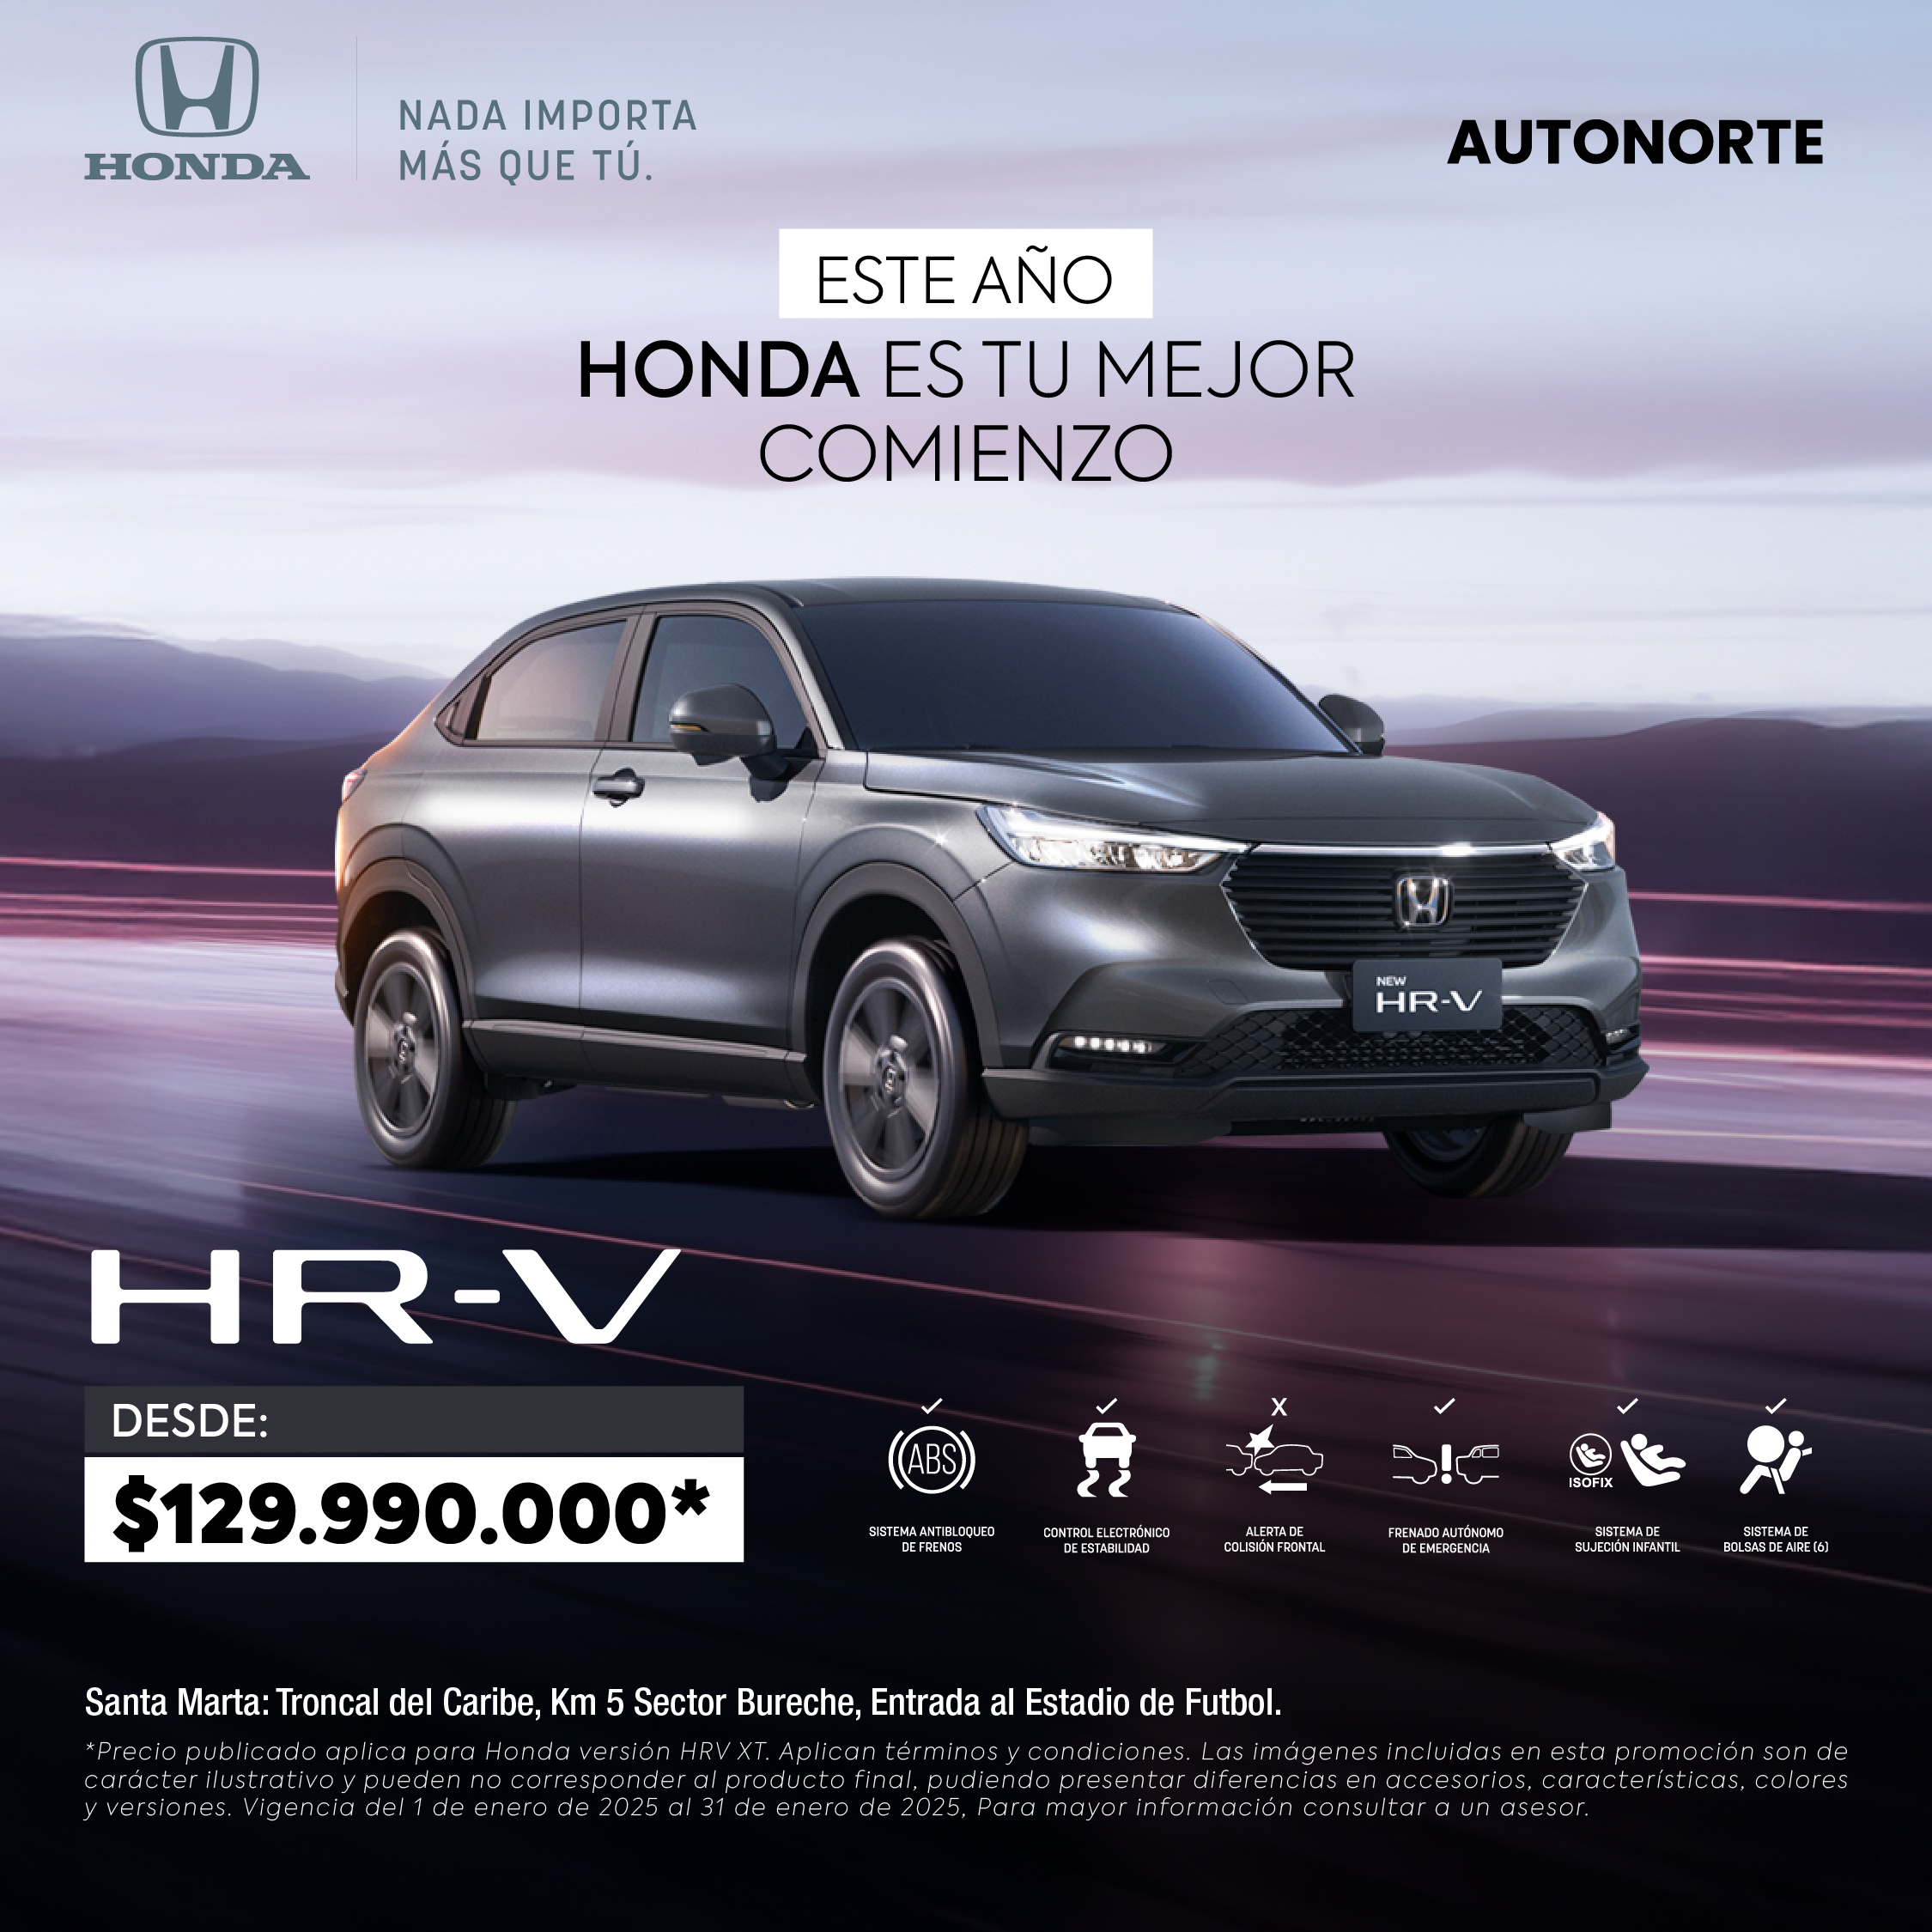 HONDA
NADA IMPORTA
MÁS QUE TÚ.
AUTONORTE
ESTE AÑO
HONDA ES TU MEJOR
COMIENZO
NEW
HR-V
HR-V
DESDE:
$129.990.000*
X
ABS
ISOFIX
SISTEMA ANTIBLOQUEO
DE FRENOS
CONTROL ELECTRÓNICO
DE ESTABILIDAD
ALERTA DE
COLISIÓN FRONTAL
FRENADO AUTÓNOMO
DE EMERGENCIA
SISTEMA DE
SUJECIÓN INFANTIL
SISTEMA DE
BOLSAS DE AIRE (6)
Santa Marta: Troncal del Caribe, Km 5 Sector Bureche, Entrada al Estadio de Futbol.
*Precio publicado aplica para Honda versión HRV XT. Aplican términos y condiciones. Las imágenes incluidas en esta promoción son de
carácter ilustrativo y pueden no corresponder al producto final, pudiendo presentar diferencias en accesorios, características, colores
y versiones. Vigencia del 1 de enero de 2025 al 31 de enero de 2025, Para mayor información consultar a un asesor.